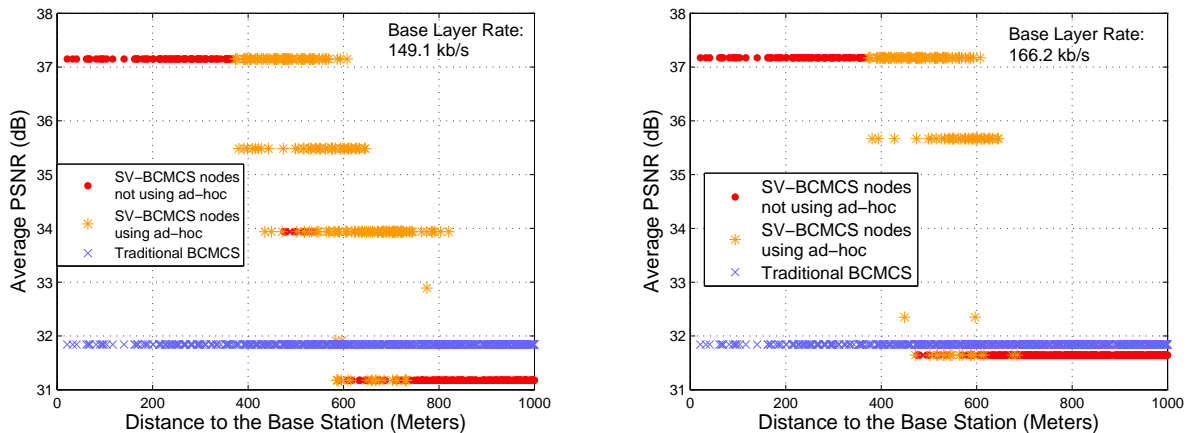 Base Layer Rate:
149.1 kb/s
38
37
36
35
34
33
32
31
Average PSNR (dB)
SV-BCMCS nodes
not using ad-hoc
SV-BCMCS nodes
using ad-hoc
Traditional BCMCS
0 200 400 600 800 1000
Distance to the Base Station (Meters)
Base Layer Rate:
166.2 kb/s
38
37
36
35
34
33
32
31
Average PSNR (dB)
SV-BCMCS nodes
not using ad-hoc
SV-BCMCS nodes
using ad-hoc
Traditional BCMCS
0 200 400 600 800 1000
Distance to the Base Station (Meters)